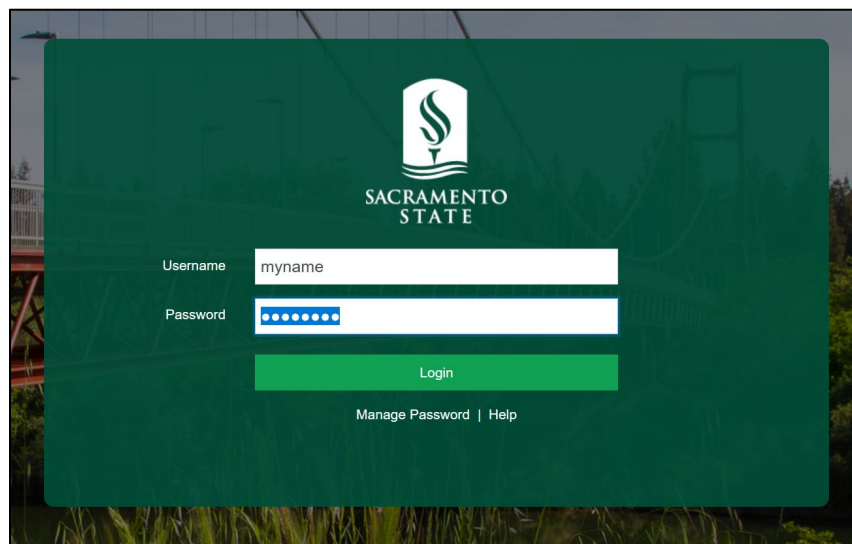 SACRAMENTO
STATE
Username myname
Password ●●●●●●●●
Login
Manage Password | Help